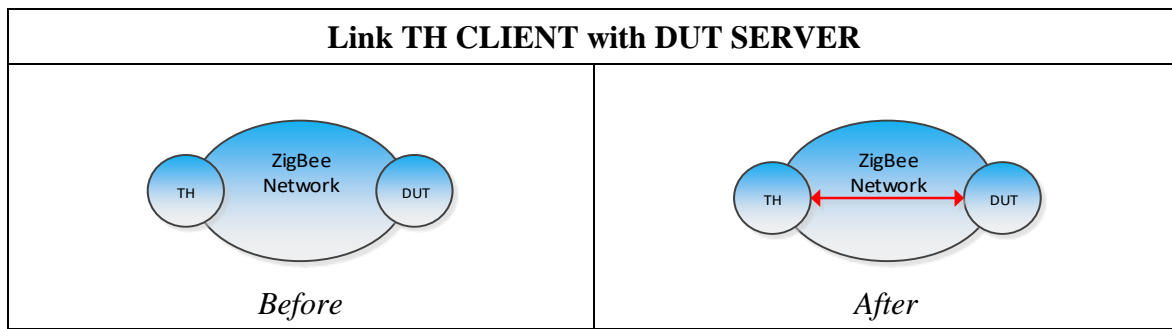 Link TH CLIENT with DUT SERVER
ZigBee
Network
TH
DUT
Before
ZigBee
Network
TH
DUT
After